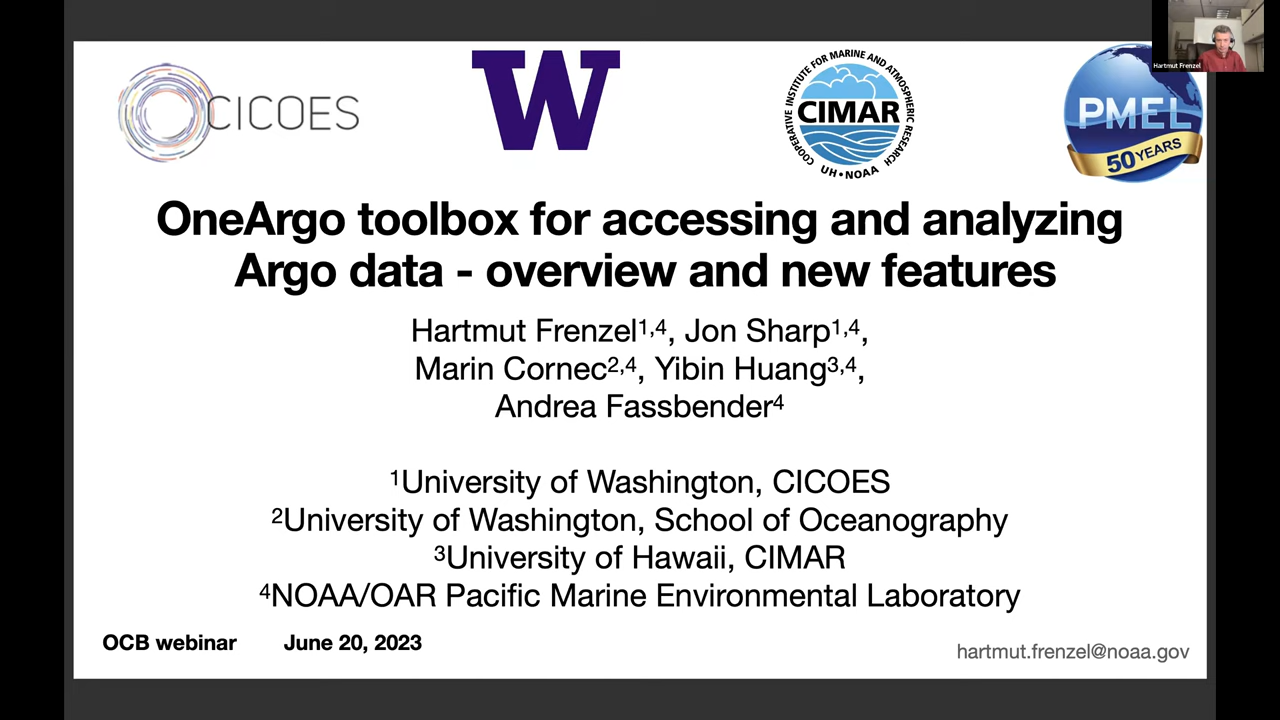 Hartmut Frenzel
CICOES
W
COOPERATIVE INSTITUTE FOR MARINE AND ATMOSPHERIC RESEARCH
CIMAR
UH • NOAA
PMEL
50 YEARS
OneArgo toolbox for accessing and analyzing
Argo data - overview and new features
Hartmut Frenzel1,4, Jon Sharp1,4,
Marin Cornec2,4, Yibin Huang3,4,
Andrea Fassbender4
1University of Washington, CICOES
2University of Washington, School of Oceanography
3University of Hawaii, CIMAR
4NOAA/OAR Pacific Marine Environmental Laboratory
OCB webinar June 20, 2023
hartmut.frenzel@noaa.gov